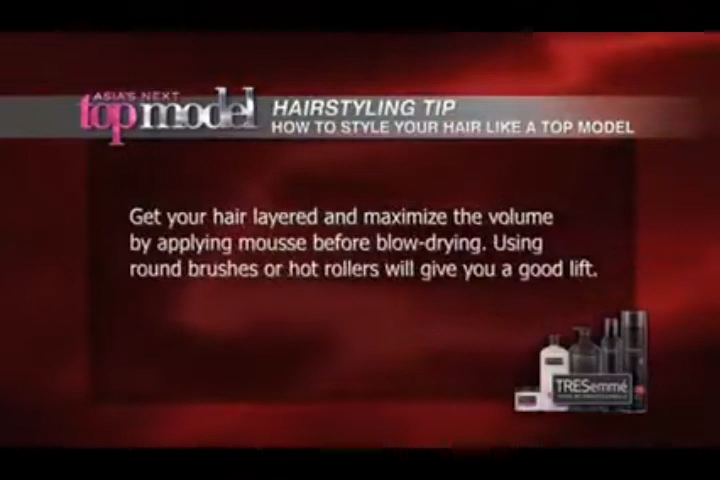 ASIA'S NEXT
top model
HAIRSTYLING TIP
HOW TO STYLE YOUR HAIR LIKE A TOP MODEL
Get your hair layered and maximize the volume
by applying mousse before blow-drying. Using
round brushes or hot rollers will give you a good lift.
TRESemmé